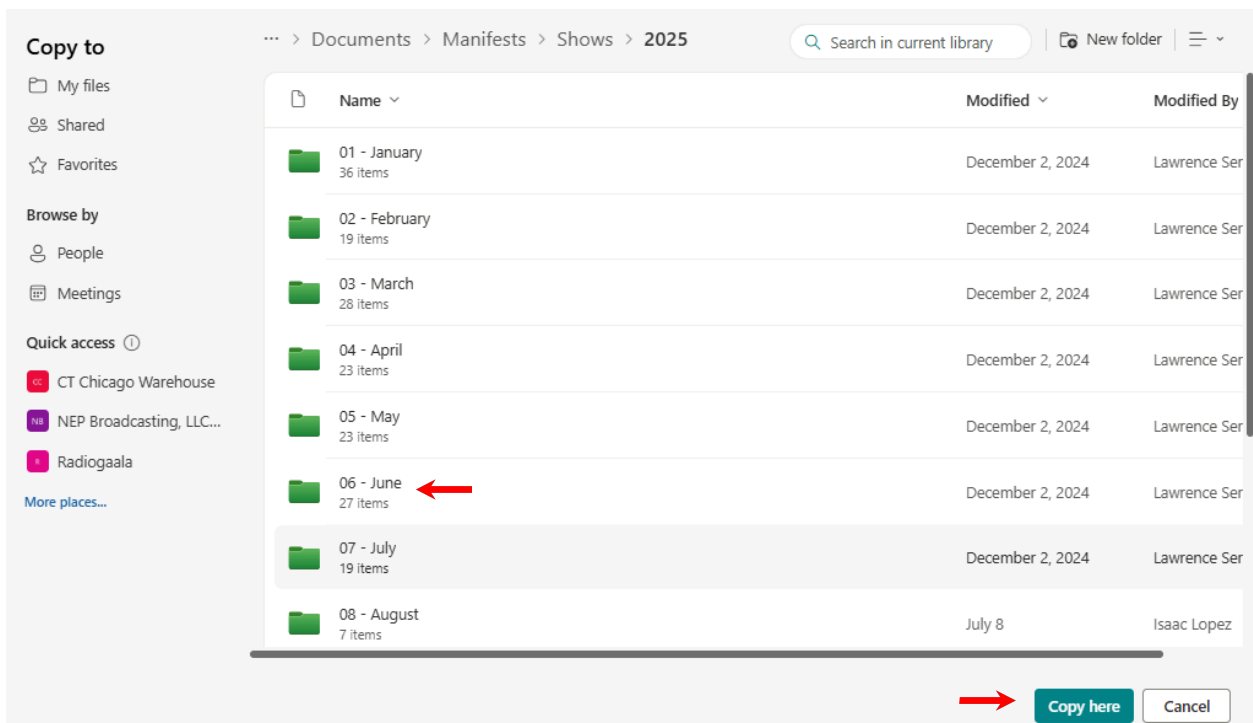 Copy to
My files
Shared
Favorites
Browse by
People
Meetings
Quick access
CC CT Chicago Warehouse
NB NEP Broadcasting, LLC...
R Radiogaala
More places...
··· > Documents > Manifests > Shows > 2025
Search in current library
New folder
Name Modified Modified By
01 - January December 2, 2024 Lawrence Ser
36 items
02 - February December 2, 2024 Lawrence Ser
19 items
03 - March December 2, 2024 Lawrence Ser
28 items
04 - April December 2, 2024 Lawrence Ser
23 items
05 - May December 2, 2024 Lawrence Ser
23 items
06 - June December 2, 2024 Lawrence Ser
27 items
07 - July December 2, 2024 Lawrence Ser
19 items
08 - August July 8 Isaac Lopez
7 items
Copy here Cancel